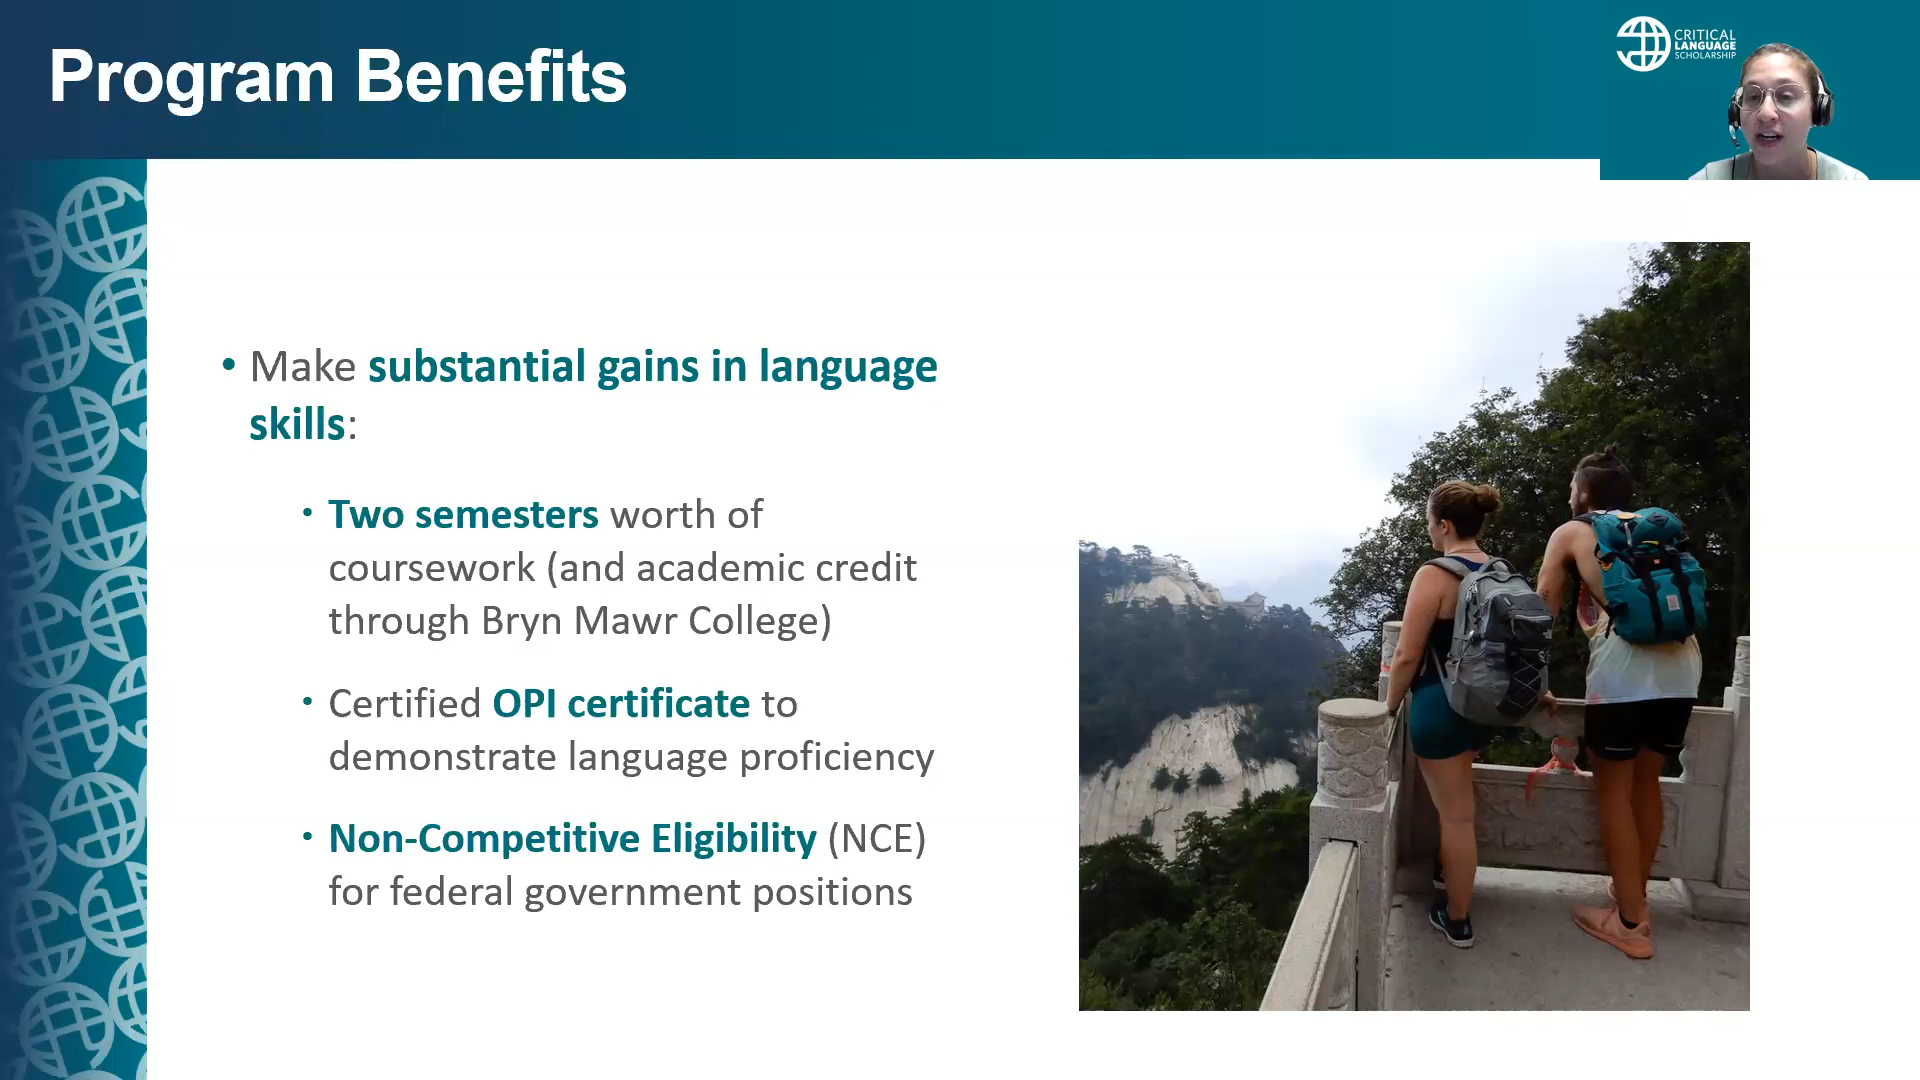 Program Benefits
CRITICAL
LANGUAGE
SCHOLARSHIP
• Make substantial gains in language
skills:
• Two semesters worth of
coursework (and academic credit
through Bryn Mawr College)
• Certified OPI certificate to
demonstrate language proficiency
• Non-Competitive Eligibility (NCE)
for federal government positions